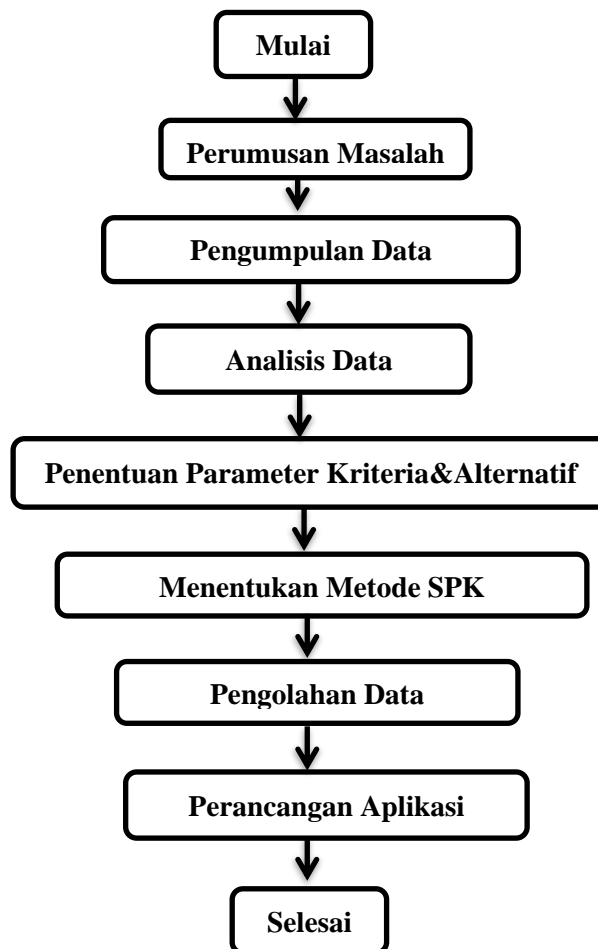 Mulai
Perumusan Masalah
Pengumpulan Data
Analisis Data
Penentuan Parameter Kriteria&Alternatif
Menentukan Metode SPK
Pengolahan Data
Perancangan Aplikasi
Selesai